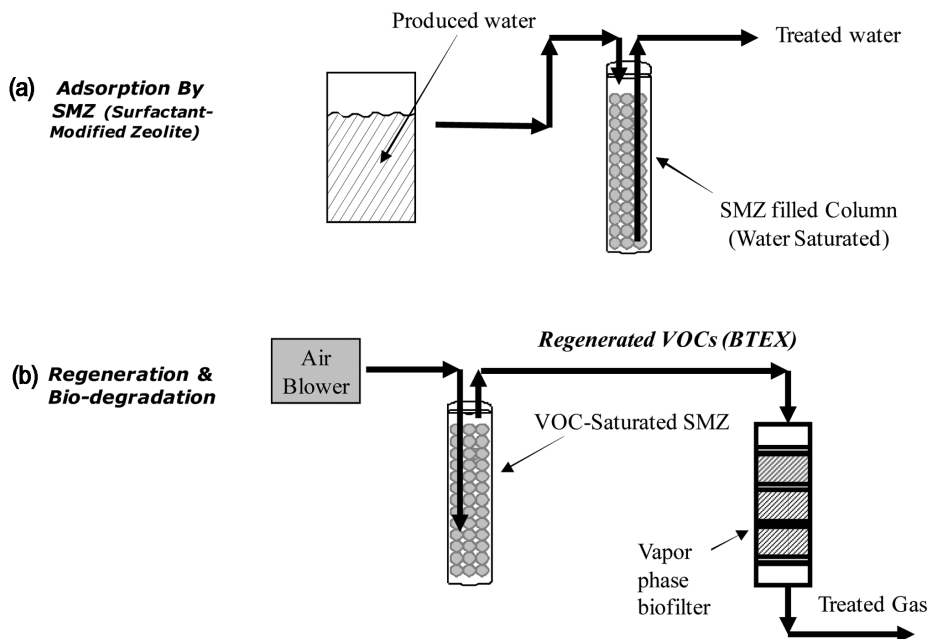 Produced water
Treated water
(a) Adsorption By
SMZ (Surfactant-
Modified Zeolite)
SMZ filled Column
(Water Saturated)
Regenerated VOCs (BTEX)
(b) Regeneration &
Bio-degradation
Air
Blower
VOC-Saturated SMZ
Vapor
phase
biofilter
Treated Gas